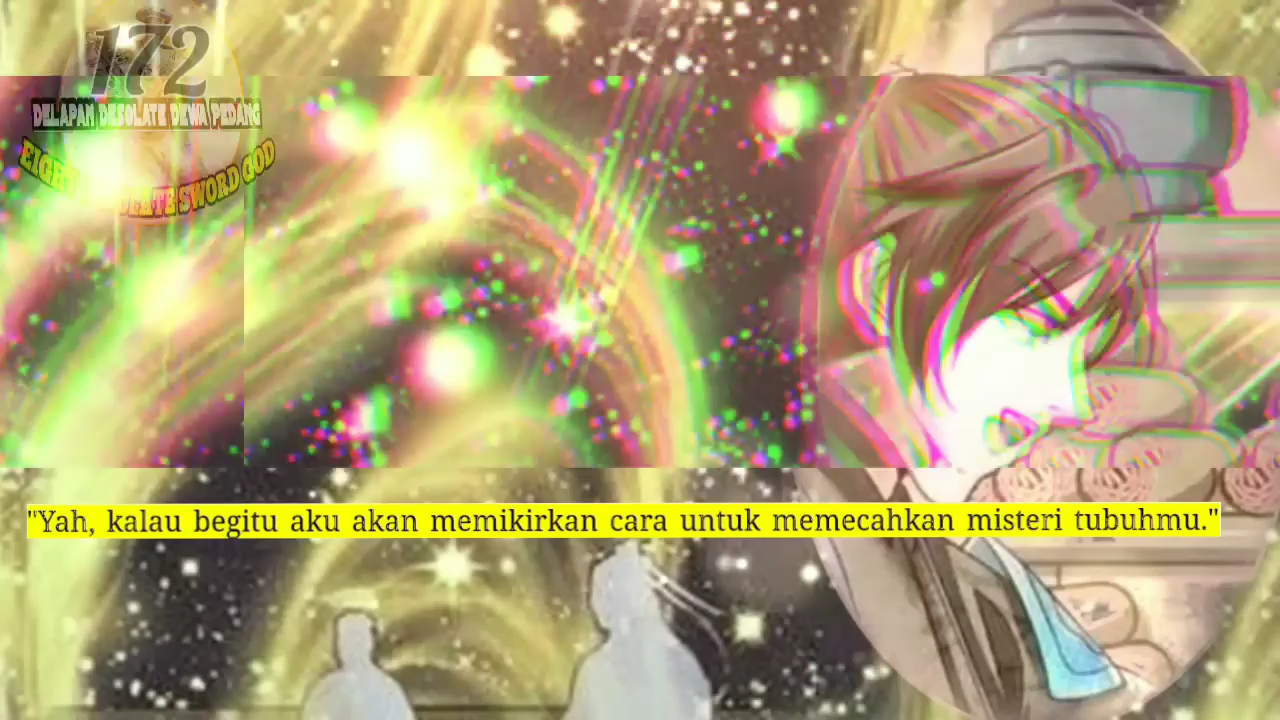 172
DELAPAN DESOLATE DEWA PEDANG
SWORD GOD
"Yah, kalau begitu aku akan memikirkan cara untuk memecahkan misteri tubuhmu."